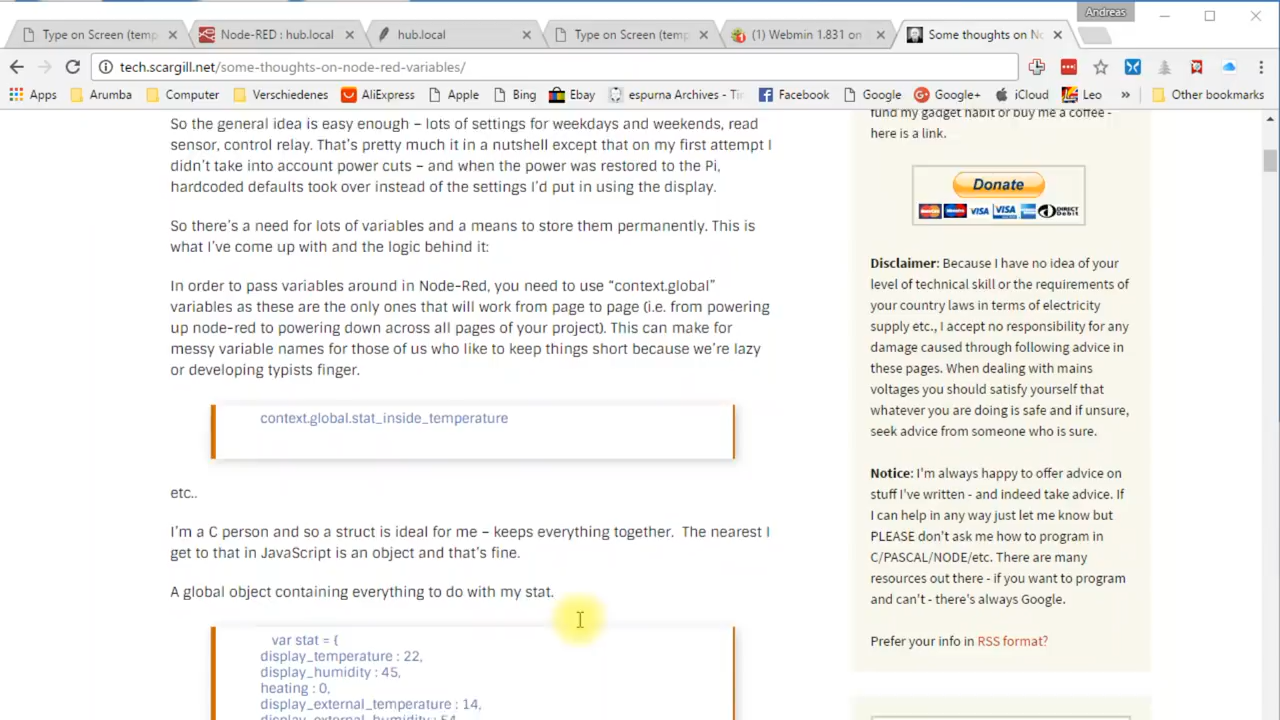 Andreas
Type on Screen (temp
Node-RED : hub.local
hub.local
Type on Screen (temp
(1) Webmin 1.831 on
Some thoughts on No
tech.scargill.net/some-thoughts-on-node-red-variables/
Apps
Arumba
Computer
Verschiedenes
AliExpress
Apple
Bing
Ebay
espurna Archives - Tin
Facebook
Google
Google+
iCloud
Leo
»
Other bookmarks
So the general idea is easy enough – lots of settings for weekdays and weekends, read
sensor, control relay. That's pretty much it in a nutshell except that on my first attempt I
didn't take into account power cuts – and when the power was restored to the Pi,
hardcoded defaults took over instead of the settings I'd put in using the display.
So there's a need for lots of variables and a means to store them permanently. This is
what I've come up with and the logic behind it:
In order to pass variables around in Node-Red, you need to use "context.global"
variables as these are the only ones that will work from page to page (i.e. from powering
up node-red to powering down across all pages of your project). This can make for
messy variable names for those of us who like to keep things short because we're lazy
or developing typists finger.
context.global.stat_inside_temperature
etc..
I'm a C person and so a struct is ideal for me – keeps everything together. The nearest I
get to that in JavaScript is an object and that's fine.
A global object containing everything to do with my stat.
var stat = {
display_temperature : 22,
display_humidity : 45,
heating : 0,
display_external_temperature : 14,
display_external_humidity : 54,
fund my gadget habit or buy me a coffee -
here is a link.
Donate
VISA
VISA
DIRECT
Debit
Disclaimer: Because I have no idea of your
level of technical skill or the requirements of
your country laws in terms of electricity
supply etc., I accept no responsibility for any
damage caused through following advice in
these pages. When dealing with mains
voltages you should satisfy yourself that
whatever you are doing is safe and if unsure,
seek advice from someone who is sure.
Notice: I'm always happy to offer advice on
stuff I've written - and indeed take advice. If
I can help in any way just let me know but
PLEASE don't ask me how to program in
C/PASCAL/NODE/etc. There are many
resources out there - if you want to program
and can't - there's always Google.
Prefer your info in RSS format?